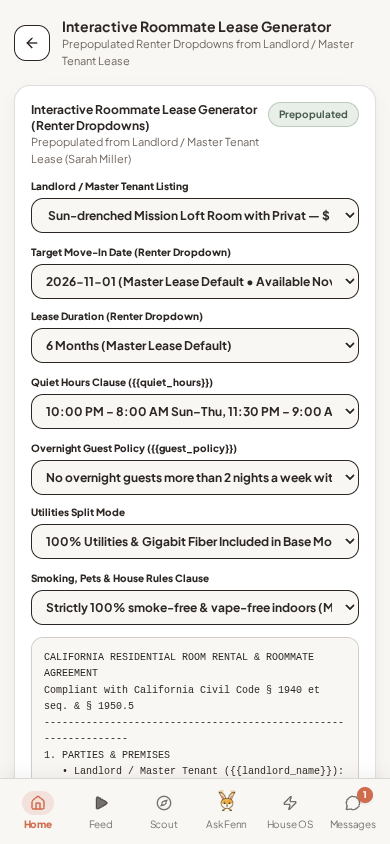 Interactive Roommate Lease Generator
Prepopulated Renter Dropdowns from Landlord / Master
Tenant Lease
Interactive Roommate Lease Generator
(Renter Dropdowns)
Prepopulated
Prepopulated from Landlord / Master Tenant
Lease (Sarah Miller)
Landlord / Master Tenant Listing
Sun-drenched Mission Loft Room with Privat — $
Target Move-In Date (Renter Dropdown)
2026-11-01 (Master Lease Default • Available Nov
Lease Duration (Renter Dropdown)
6 Months (Master Lease Default)
Quiet Hours Clause ({{quiet_hours}})
10:00 PM – 8:00 AM Sun–Thu, 11:30 PM – 9:00 A
Overnight Guest Policy ({{guest_policy}})
No overnight guests more than 2 nights a week wit
Utilities Split Mode
100% Utilities & Gigabit Fiber Included in Base Mo
Smoking, Pets & House Rules Clause
Strictly 100% smoke-free & vape-free indoors (M
CALIFORNIA RESIDENTIAL ROOM RENTAL & ROOMMATE
AGREEMENT
Compliant with California Civil Code § 1940 et
seq. & § 1950.5
--------------------------------------------------
--------------
1. PARTIES & PREMISES
• Landlord / Master Tenant ({{landlord_name}}):
Home
Feed
Scout
AskFenn
HouseOS
1
Messages